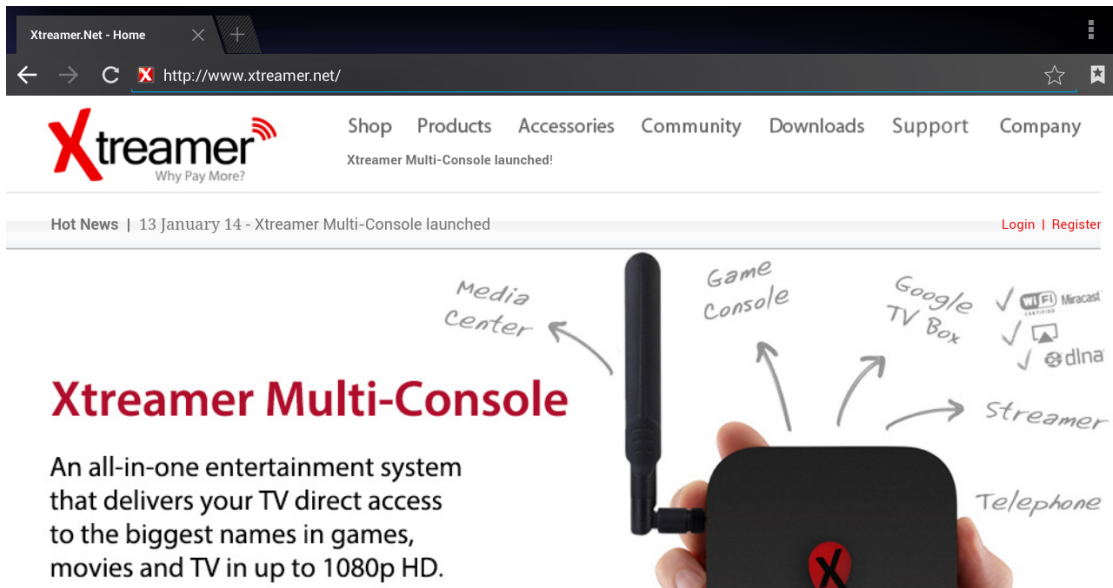 Xtreamer.Net - Home
http://www.xtreamer.net/
Xtreamer
Why Pay More?
Shop Products Accessories Community Downloads Support Company
Xtreamer Multi-Console launched!
Hot News | 13 January 14 - Xtreamer Multi-Console launched
Login | Register
Media
Center
Game
Console
Google
TV Box
Wi Fi CERTIFIED Miracast
dlna
Streamer
Telephone
Xtreamer Multi-Console
An all-in-one entertainment system
that delivers your TV direct access
to the biggest names in games,
movies and TV in up to 1080p HD.
X